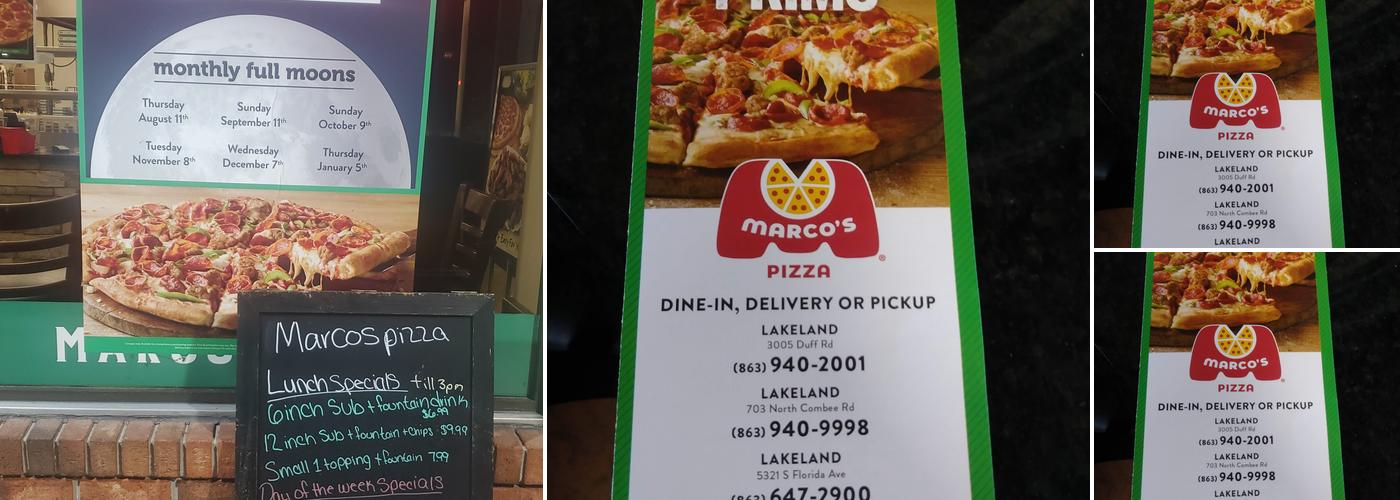 monthly full moons
Thursday
August 11th
Sunday
September 11th
Sunday
October 9th
Tuesday
November 8th
Wednesday
December 7th
Thursday
January 5th
Marcos pizza
Lunch Specials till 3pm
6inch Sub + fountain drink
$6.99
12 inch Sub + fountain + Chips $9.99
Small 1 topping + fountain 7.99
Day of the week Specials
PRIMO
MARCO'S
PIZZA
DINE-IN, DELIVERY OR PICKUP
LAKELAND
3005 Duff Rd
(863) 940-2001
LAKELAND
703 North Combee Rd
(863) 940-9998
LAKELAND
5321 S Florida Ave
(863) 647-2900
MARCO'S
PIZZA
DINE-IN, DELIVERY OR PICKUP
LAKELAND
3005 Duff Rd
(863) 940-2001
LAKELAND
703 North Combee Rd
(863) 940-9998
LAKELAND
MARCO'S
PIZZA
DINE-IN, DELIVERY OR PICKUP
LAKELAND
3005 Duff Rd
(863) 940-2001
LAKELAND
703 North Combee Rd
(863) 940-9998
LAKELAND